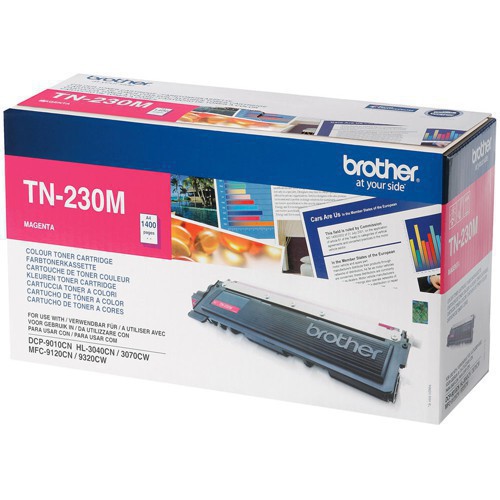 brother
TN-230M
brother
at your side
TN-230M
MAGENTA
A4
1400
pages
Cars Are Us
TN-230M
COLOUR TONER CARTRIDGE
FARBTONERKASSETTE
CARTOUCHE DE TONER COULEUR
KLEUREN TONER CARTRIDGE
CARTUCCIA TONER A COLORI
CARTUCHO DE TONER A COLOR
CARTUCHO DE TONER A CORES
FOR USE WITH / VERWENDBAR FÜR / A UTILISER AVEC
VOOR GEBRUIK IN / DA UTILIZZARE CON
PARA USAR CON / PARA USAR COM
DCP-9010CN HL-3040CN / 3070CW
MFC-9120CN / 9320CW
brother